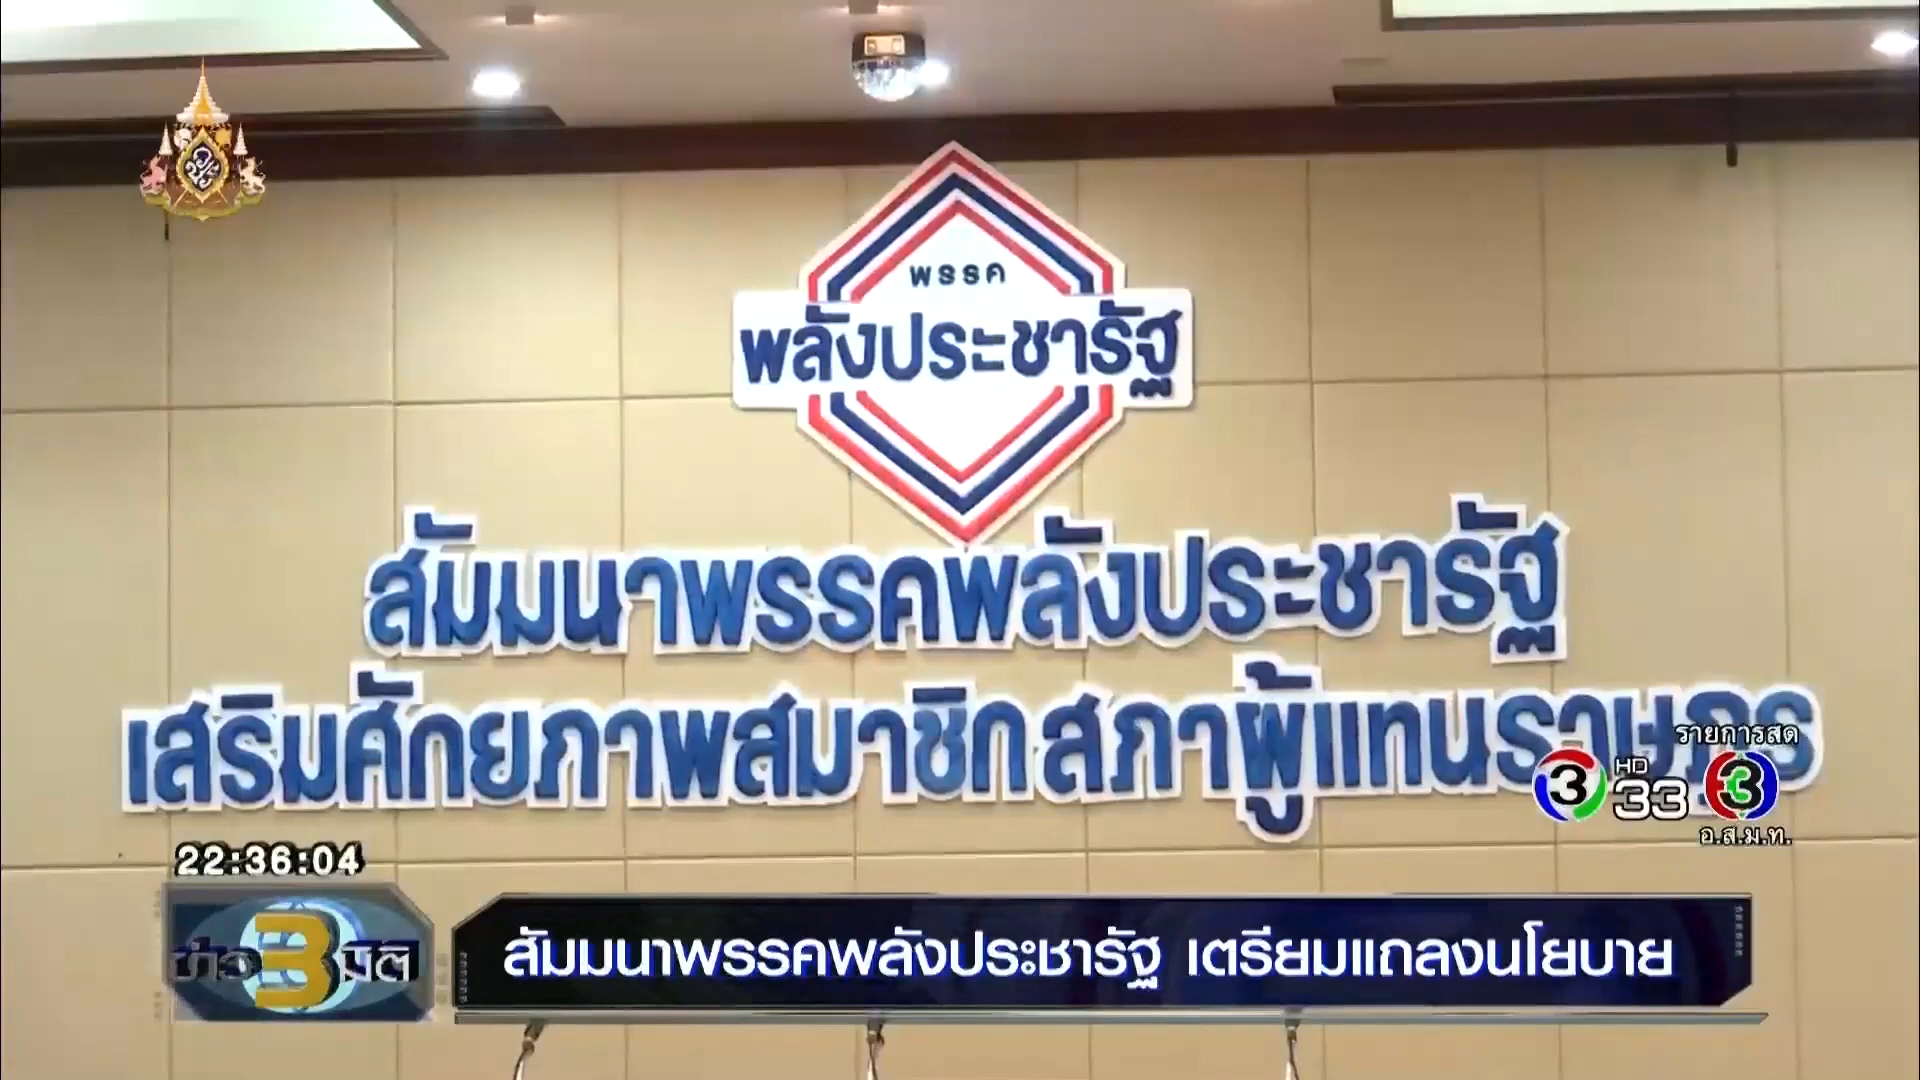 พรรค
พลังประชารัฐ
สัมมนาพรรคพลังประชารัฐ
เสริมศักยภาพสมาชิกสภาผู้แทนราษฎร
รายการสด
3 HD 33 3
อ.ส.ม.ท.
22:36:04
ข่าว 3 มิติ
สัมมนาพรรคพลังประชารัฐ เตรียมแถลงนโยบาย